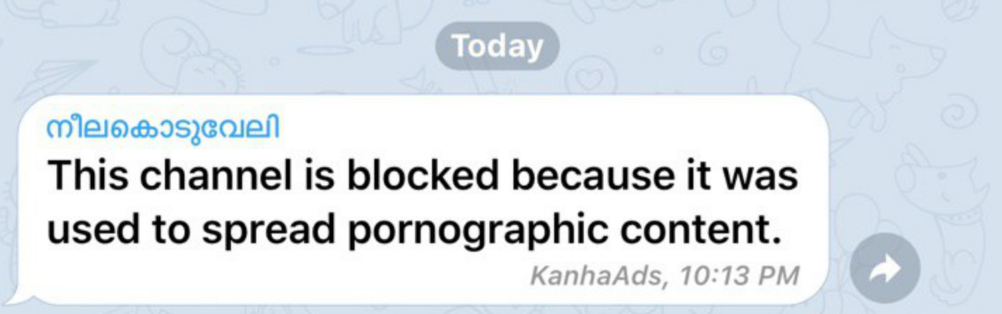 Today
നീലകൊടുവേലി
This channel is blocked because it was
used to spread pornographic content.
KanhaAds, 10:13 PM